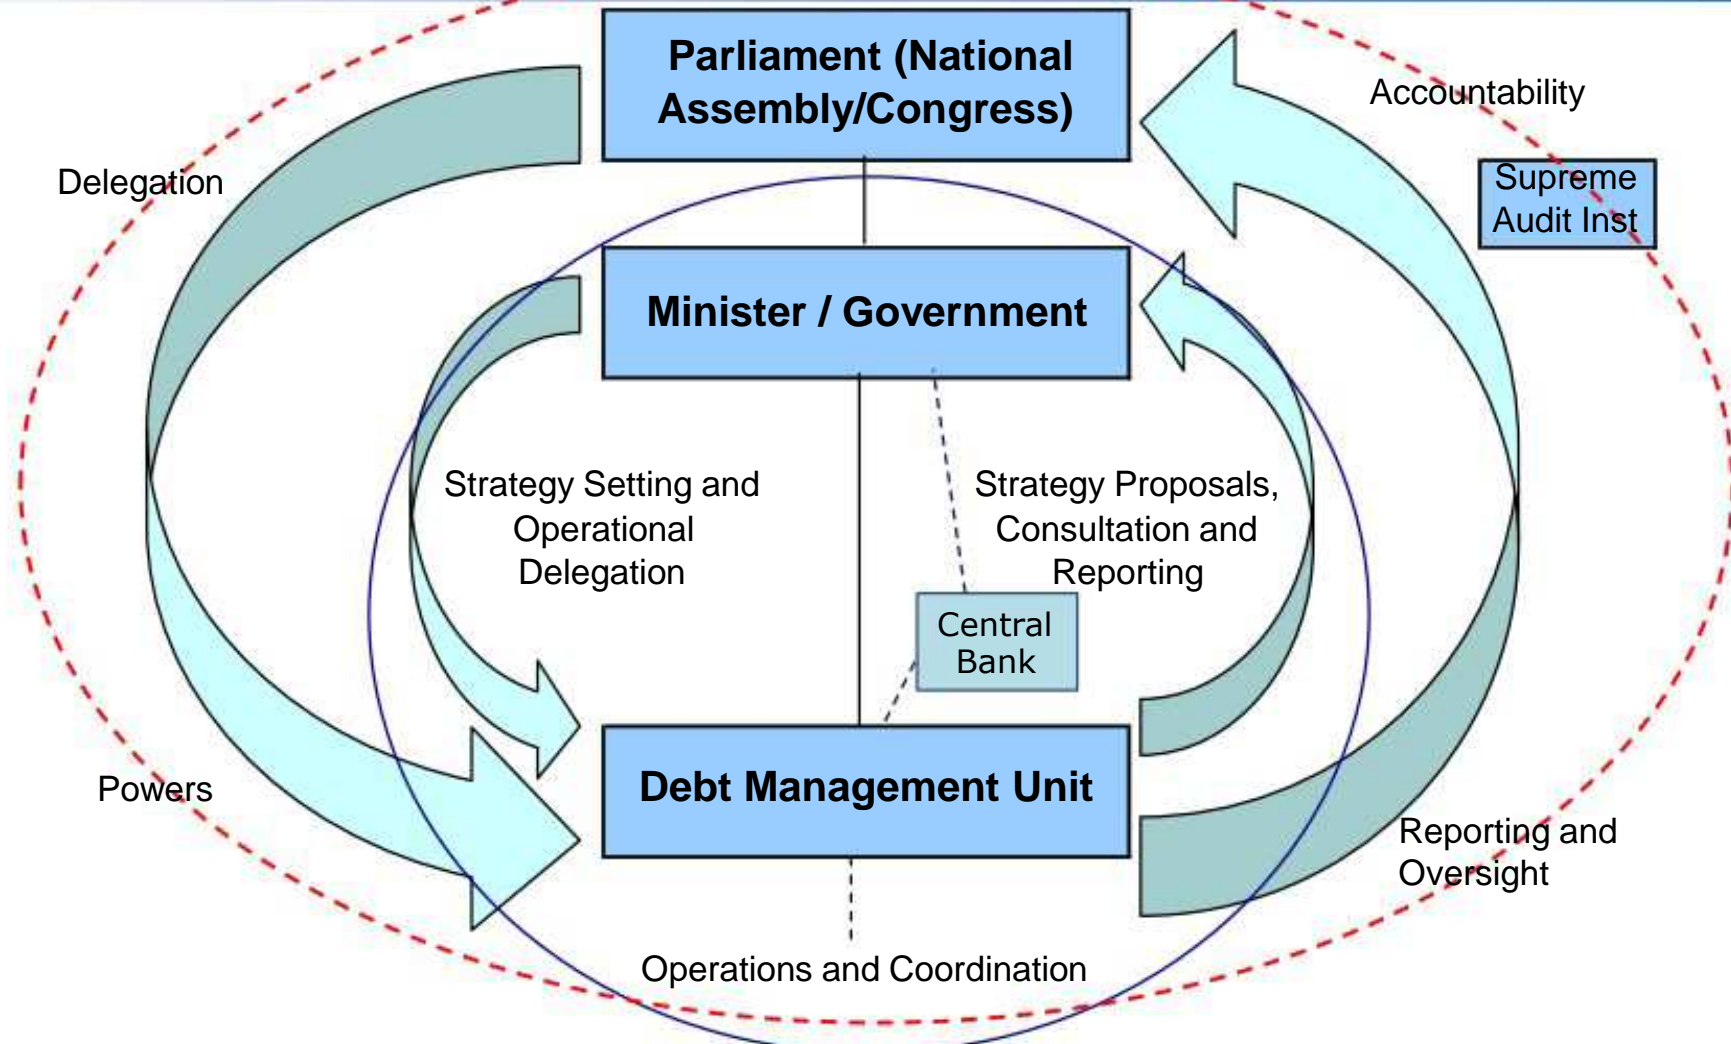 Parliament (National
Assembly/Congress)
Accountability
Delegation
Supreme
Audit Inst
Minister / Government
Strategy Setting and
Operational
Delegation
Strategy Proposals,
Consultation and
Reporting
Central
Bank
Debt Management Unit
Powers
Reporting and
Oversight
Operations and Coordination